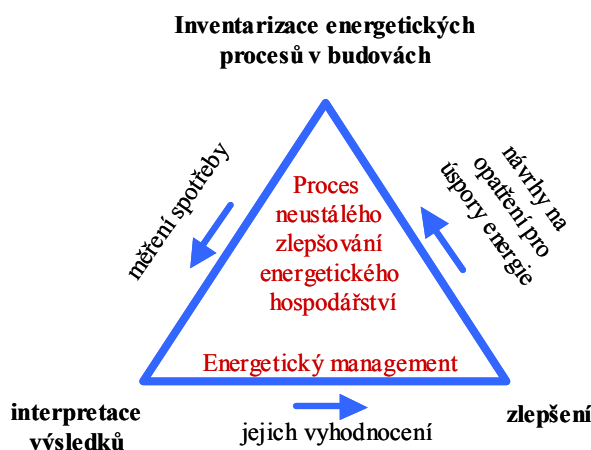 Inventarizace energetických
procesů v budovách
měření spotřeby
návrhy na
opatření pro
úspory energie
Proces
neustálého
zlepšování
energetického
hospodářství
Energetický management
interpretace
výsledků
jejich vyhodnocení
zlepšení